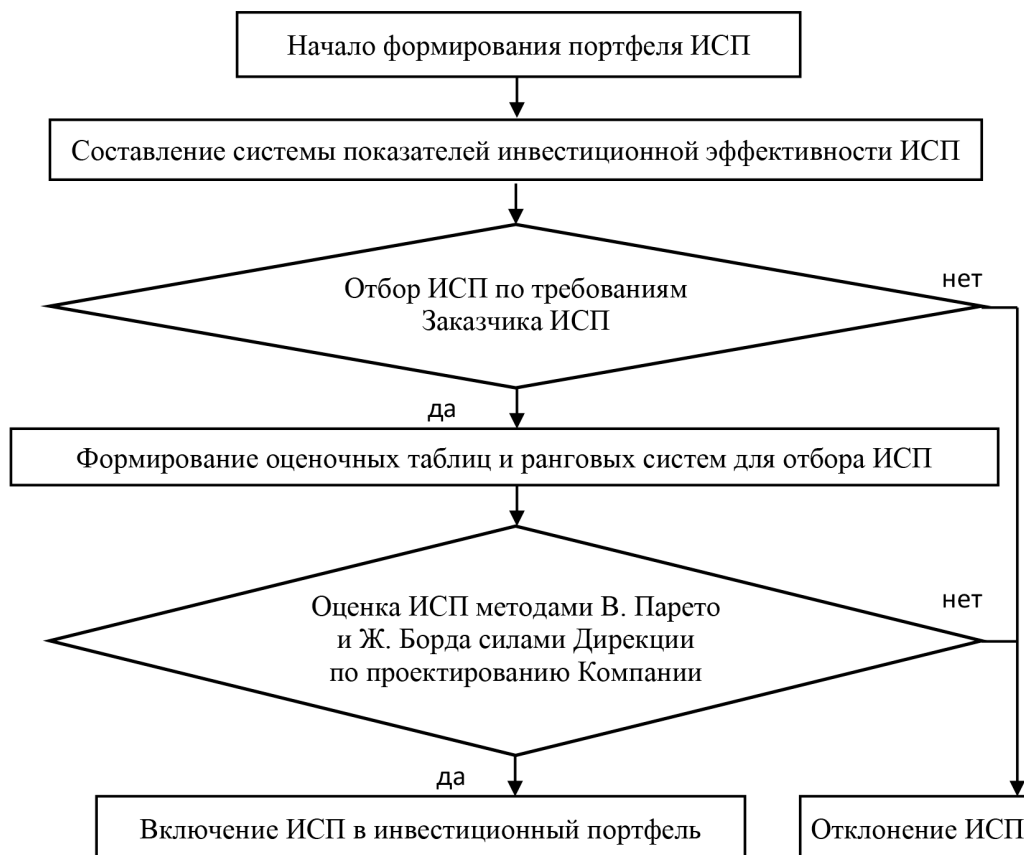 Начало формирования портфеля ИСП
Составление системы показателей инвестиционной эффективности ИСП
Отбор ИСП по требованиям
Заказчика ИСП
нет
да
Формирование оценочных таблиц и ранговых систем для отбора ИСП
Оценка ИСП методами В. Парето
и Ж. Борда силами Дирекции
по проектированию Компании
нет
да
Включение ИСП в инвестиционный портфель
Отклонение ИСП